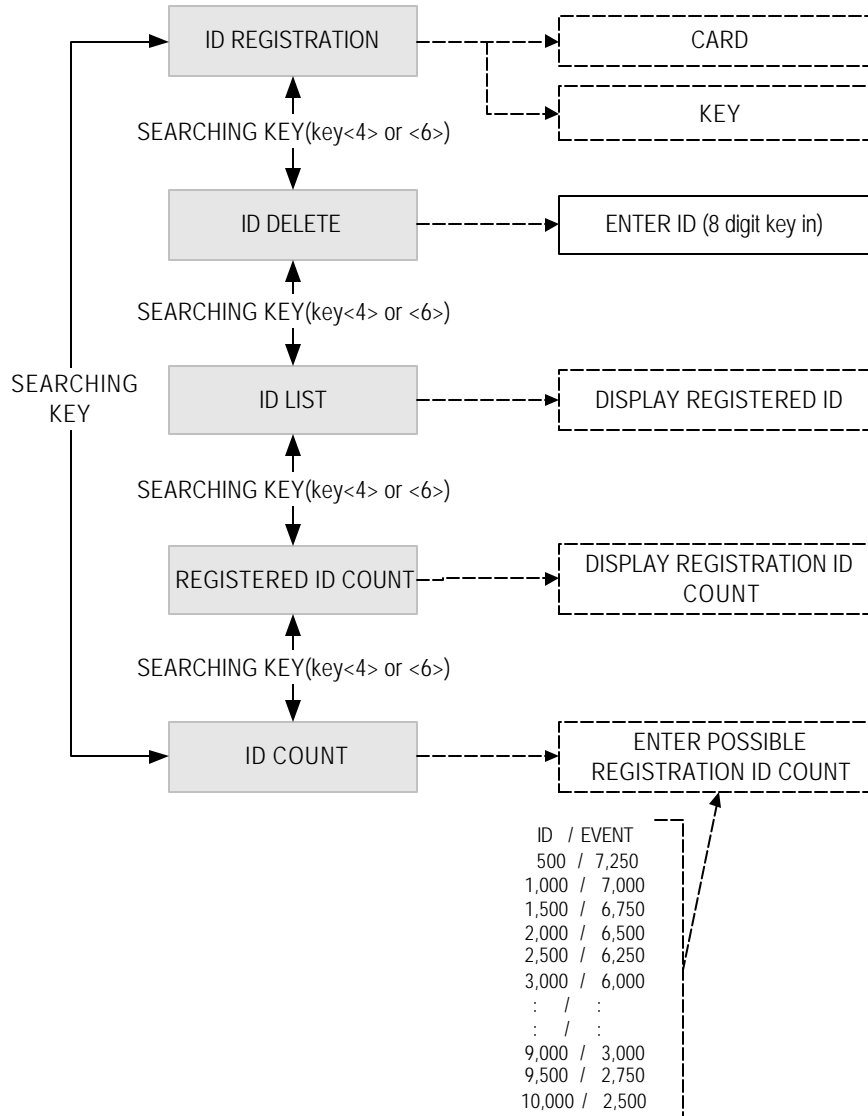 ID REGISTRATION
CARD
KEY
SEARCHING KEY(key<4> or <6>)
ID DELETE
ENTER ID (8 digit key in)
SEARCHING KEY(key<4> or <6>)
SEARCHING
KEY
ID LIST
DISPLAY REGISTERED ID
SEARCHING KEY(key<4> or <6>)
REGISTERED ID COUNT
DISPLAY REGISTRATION ID
COUNT
SEARCHING KEY(key<4> or <6>)
ID COUNT
ENTER POSSIBLE
REGISTRATION ID COUNT
ID / EVENT
500 / 7,250
1,000 / 7,000
1,500 / 6,750
2,000 / 6,500
2,500 / 6,250
3,000 / 6,000
: / :
: / :
9,000 / 3,000
9,500 / 2,750
10,000 / 2,500